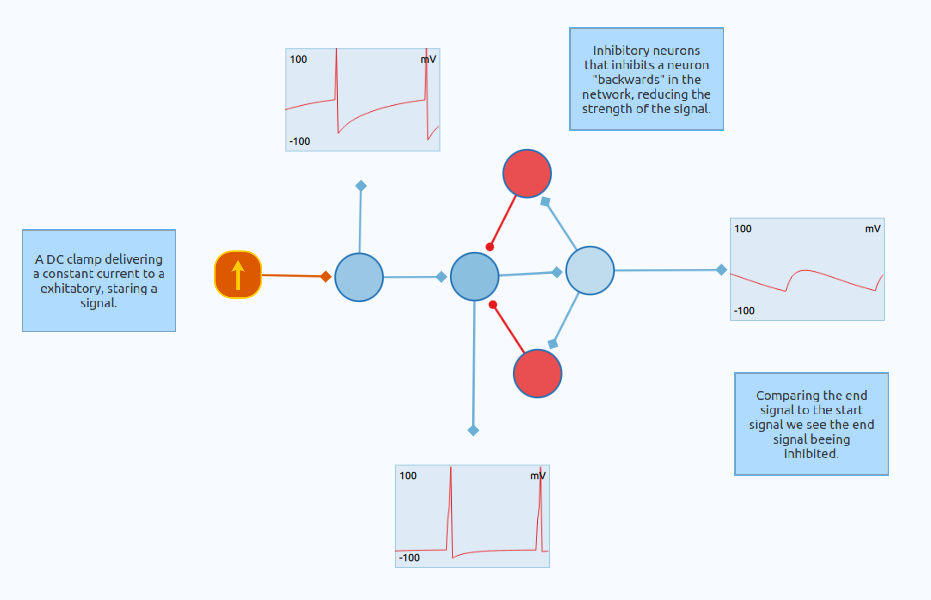 100
mV
-100
Inhibitory neurons
that inhibits a neuron
"backwards" in the
network, reducing the
strength of the signal.
A DC clamp delivering
a constant current to a
exhitatory, staring a
signal.
100
mV
-100
Comparing the end
signal to the start
signal we see the end
signal beeing
inhibited.
100
mV
-100